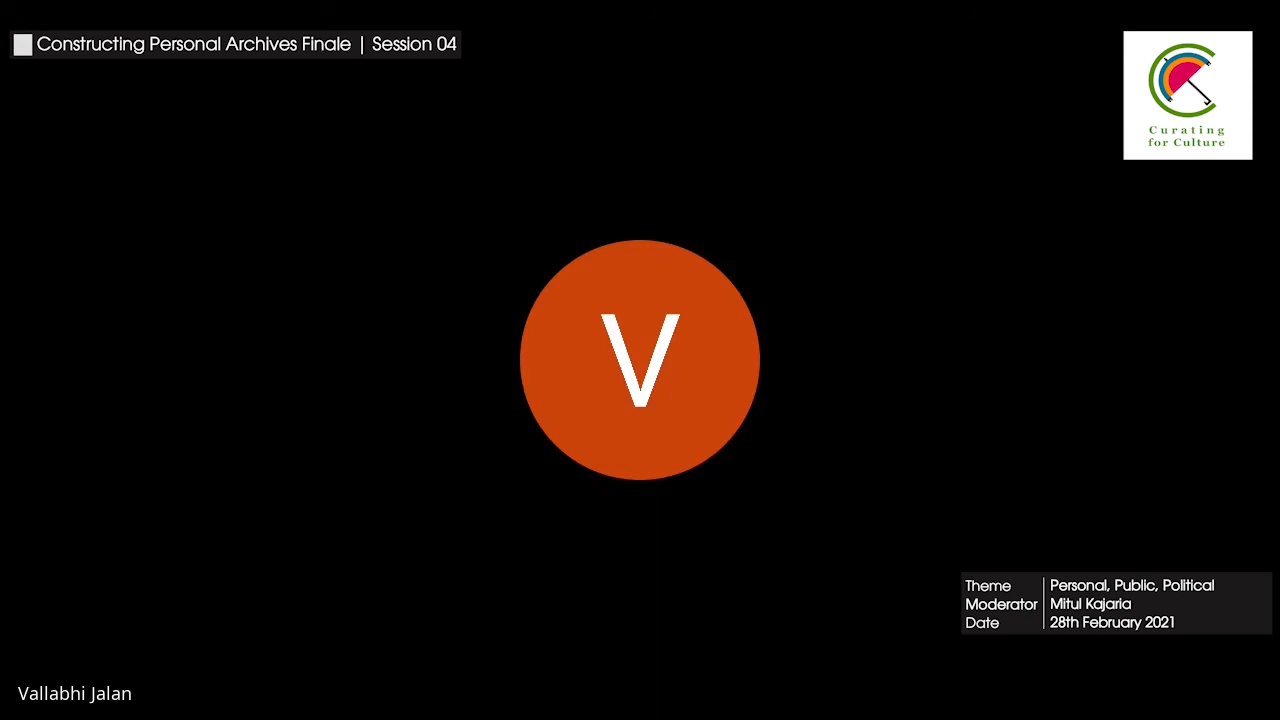 Constructing Personal Archives Finale | Session 04
Curating
for Culture
V
Theme Personal, Public, Political
Moderator Mitul Kajaria
Date 28th February 2021
Vallabhi Jalan